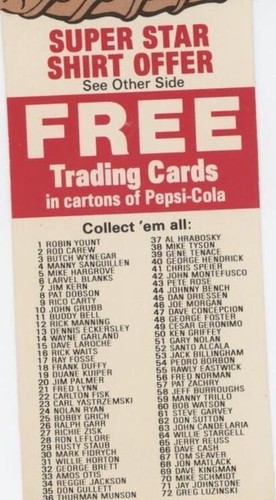 SUPER STAR
SHIRT OFFER
See Other Side
FREE
Trading Cards
in cartons of Pepsi-Cola
Collect 'em all:
1 ROBIN YOUNT
2 ROD CAREW
3 BUTCH WYNEGAR
4 MANNY SANGUILLEN
5 MIKE HARGROVE
6 LARVEL BLANKS
7 JIM KERN
8 PAT DOBSON
9 RICO CARTY
10 JOHN GRUBB
11 BUDDY BELL
12 RICK MANNING
13 DENNIS ECKERSLEY
14 WAYNE GARLAND
15 DAVE LAROCHE
16 RICK WAITS
17 RAY FOSSE
18 FRANK DUFFY
19 DUANE KUIPER
20 JIM PALMER
21 FRED LYNN
22 CARLTON FISK
23 CARL YASTRZEMSKI
24 NOLAN RYAN
25 BOBBY GRICH
26 RALPH GARR
27 RICHIE ZISK
28 RON LEFLORE
29 RUSTY STAUB
30 MARK FIDRYCH
31 WILLIE HORTON
32 GEORGE BRETT
33 AMOS OTIS
34 REGGIE JACKSON
35 DON GULLETT
36 THURMAN MUNSON
37 AL HRABOSKY
38 MIKE TYSON
39 GENE TENACE
40 GEORGE HENDRICK
41 CHRIS SPEIER
42 JOHN MONTEFUSCO
43 PETE ROSE
44 JOHNNY BENCH
45 DAN DRIESSEN
46 JOE MORGAN
47 DAVE CONCEPCION
48 GEORGE FOSTER
49 CESAR GERONIMO
50 KEN GRIFFEY
51 GARY NOLAN
52 SANTO ALCALA
53 JACK BILLINGHAM
54 PEDRO BORBON
55 RAWLY EASTWICK
56 FRED NORMAN
57 PAT ZACHRY
58 JEFF BURROUGHS
59 MANNY TRILLO
60 BOB WATSON
61 STEVE GARVEY
62 DON SUTTON
63 JOHN CANDELARIA
64 WILLIE STARGELL
65 JERRY REUSS
66 DAVE CASH
67 TOM SEAVER
68 JON MATLACK
69 DAVE KINGMAN
70 MIKE SCHMIDT
71 JAY JOHNSTONE
72 GREG LUZINSKI